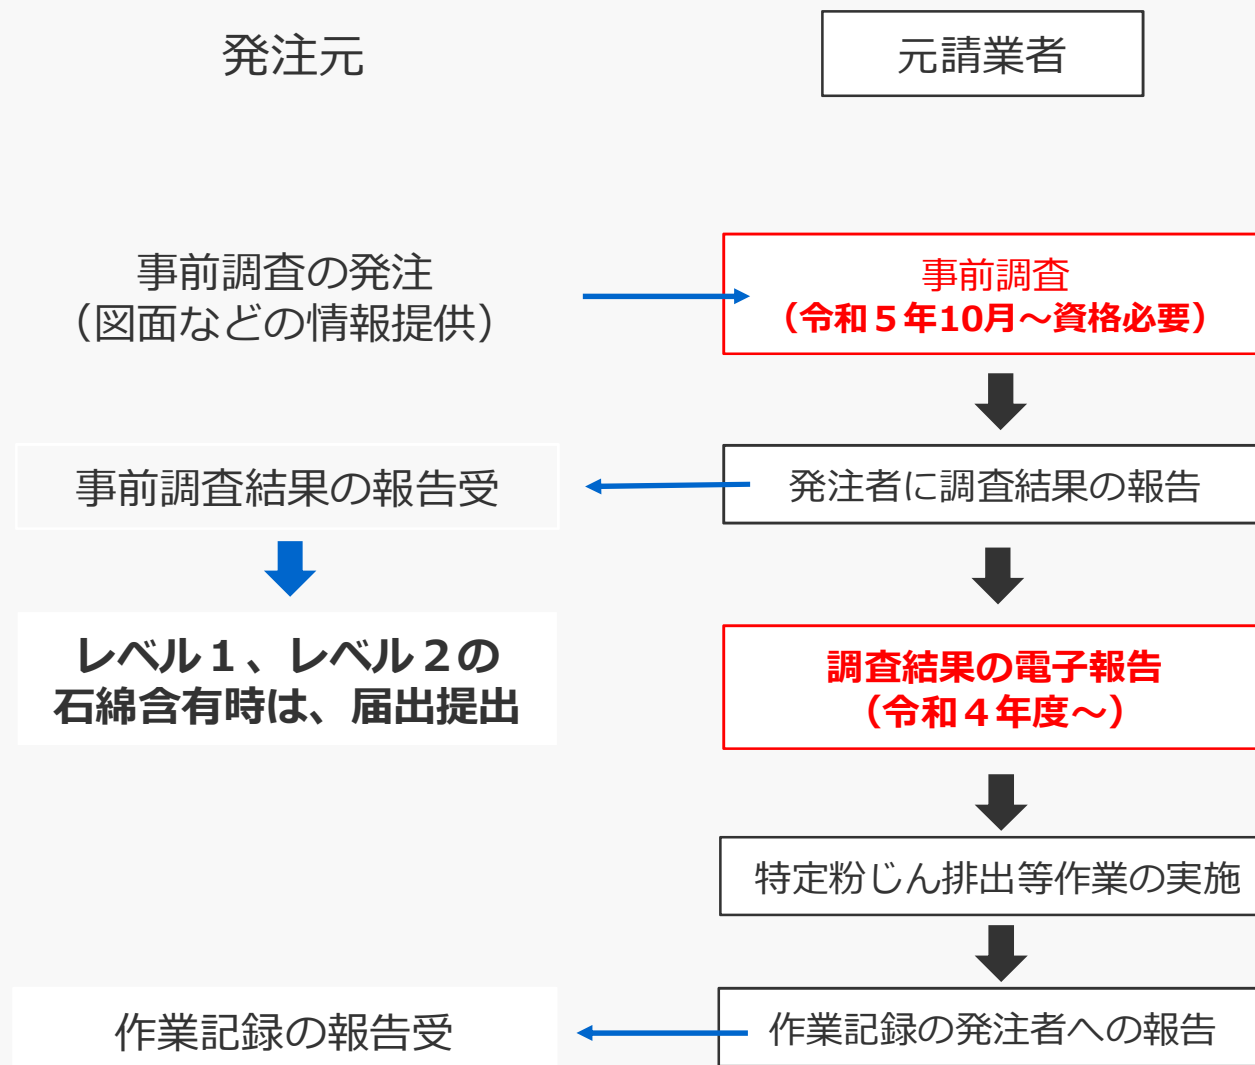 発注元
元請業者
事前調査の発注
（図面などの情報提供）
事前調査
（令和５年10月～資格必要）
事前調査結果の報告受
発注者に調査結果の報告
レベル１、レベル２の
石綿含有時は、届出提出
調査結果の電子報告
（令和４年度～）
特定粉じん排出等作業の実施
作業記録の報告受
作業記録の発注者への報告